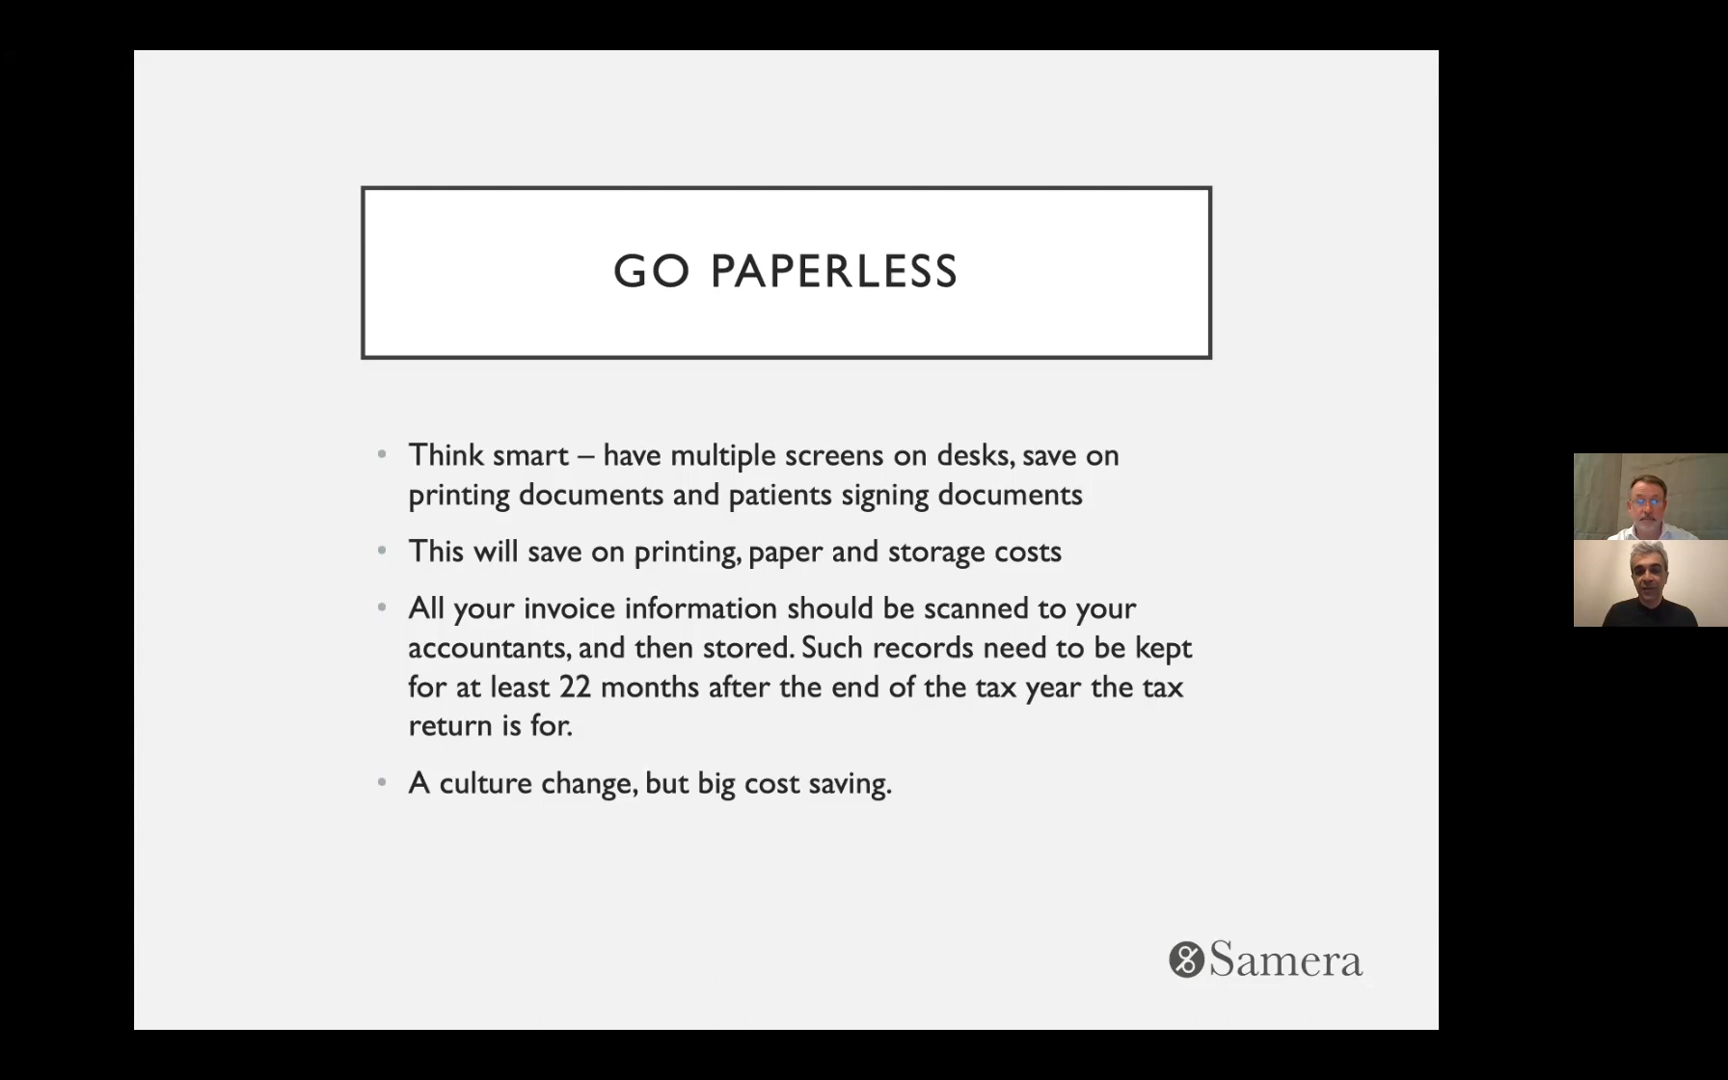 GO PAPERLESS
Think smart – have multiple screens on desks, save on
printing documents and patients signing documents
This will save on printing, paper and storage costs
All your invoice information should be scanned to your
accountants, and then stored. Such records need to be kept
for at least 22 months after the end of the tax year the tax
return is for.
A culture change, but big cost saving.
Samera